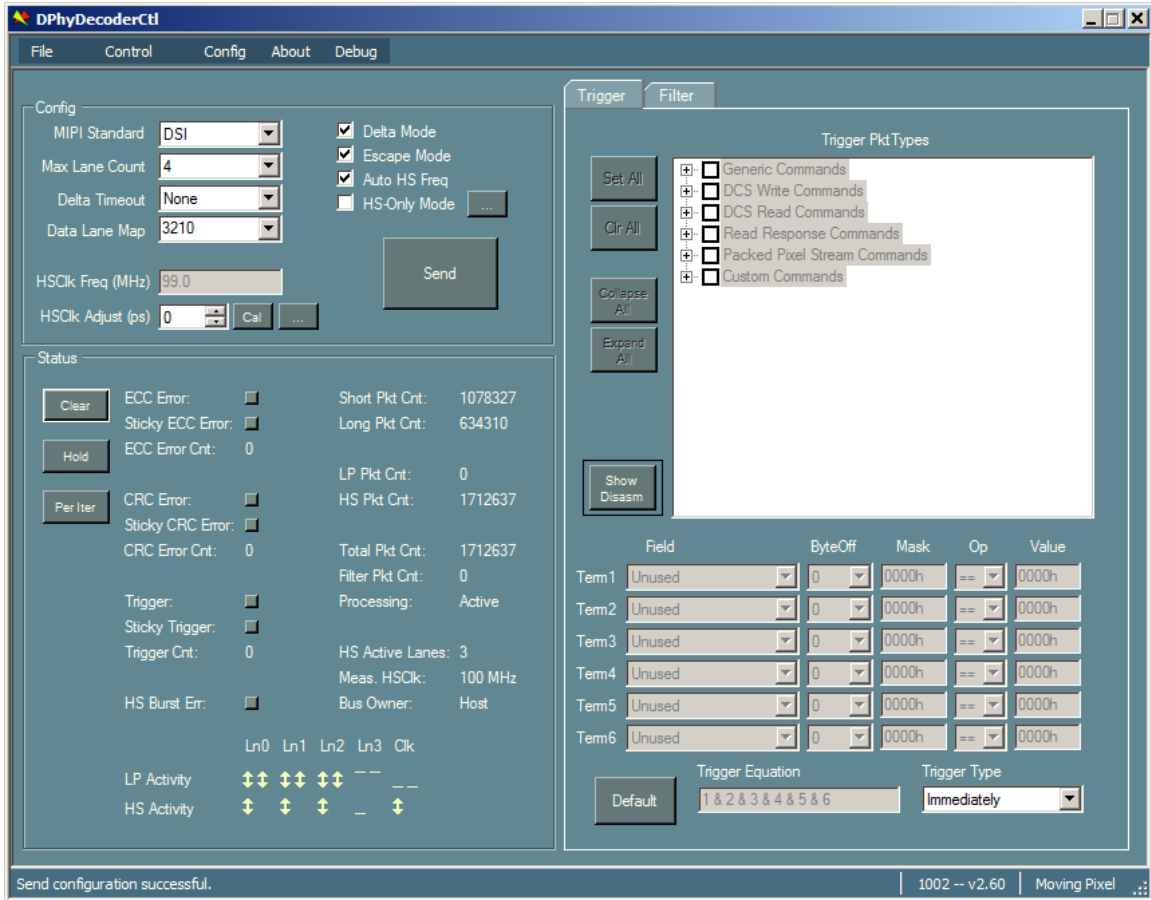 DPhyDecoderCtl
File Control Config About Debug
Config
MIPI Standard DSI
Max Lane Count 4
Delta Timeout None
Data Lane Map 3210
Delta Mode
Escape Mode
Auto HS Freq
HS-Only Mode ...
HSClk Freq (MHz) 99.0
HSClk Adjust (ps) 0 Cal ...
Send
Status
Clear
Hold
Per Iter
ECC Error:
Sticky ECC Error:
ECC Error Cnt: 0
CRC Error:
Sticky CRC Error:
CRC Error Cnt: 0
Trigger:
Sticky Trigger:
Trigger Cnt: 0
HS Burst Err:
Short Pkt Cnt: 1078327
Long Pkt Cnt: 634310
LP Pkt Cnt: 0
HS Pkt Cnt: 1712637
Total Pkt Cnt: 1712637
Filter Pkt Cnt: 0
Processing: Active
HS Active Lanes: 3
Meas. HSClk: 100 MHz
Bus Owner: Host
Ln0 Ln1 Ln2 Ln3 Clk
LP Activity
HS Activity
Trigger Filter
Trigger PktTypes
Set All
Clr All
Collapse All
Expand All
Show Disasm
Generic Commands
DCS Write Commands
DCS Read Commands
Read Response Commands
Packed Pixel Stream Commands
Custom Commands
Field ByteOff Mask Op Value
Term1 Unused 0 0000h == 0000h
Term2 Unused 0 0000h == 0000h
Term3 Unused 0 0000h == 0000h
Term4 Unused 0 0000h == 0000h
Term5 Unused 0 0000h == 0000h
Term6 Unused 0 0000h == 0000h
Default
Trigger Equation
1 & 2 & 3 & 4 & 5 & 6
Trigger Type
Immediately
Send configuration successful.
1002 -- v2.60
Moving Pixel